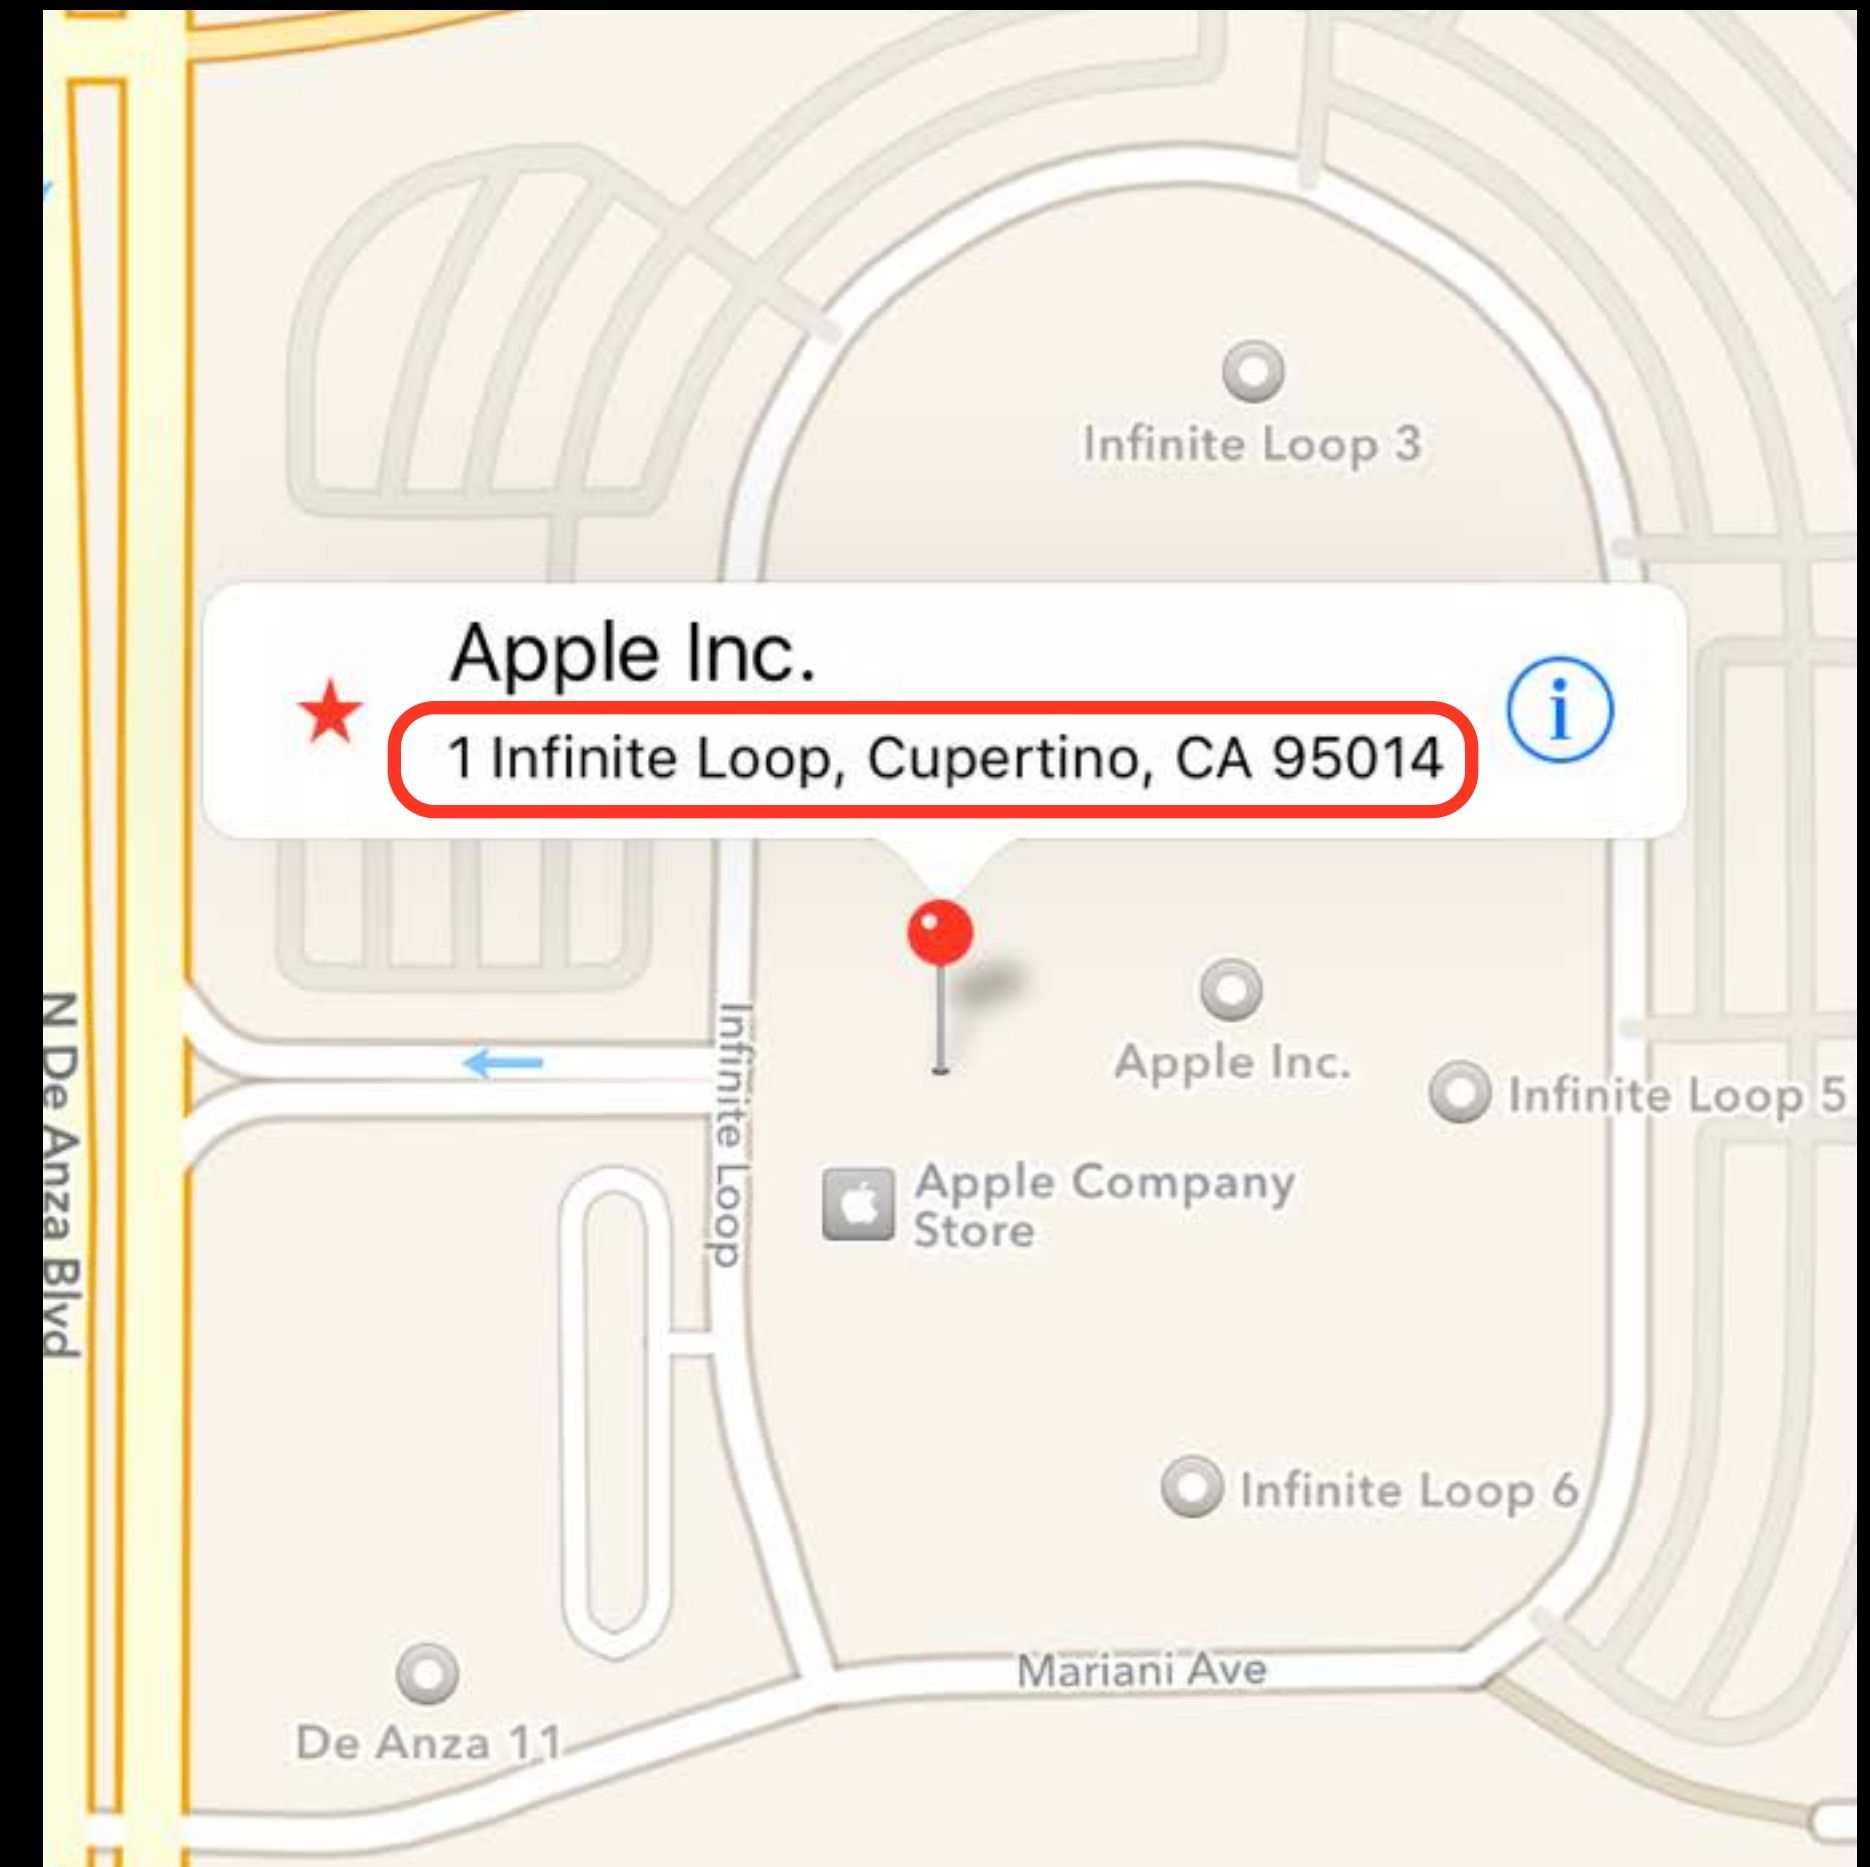 Infinite Loop 3
Apple Inc.
1 Infinite Loop, Cupertino, CA 95014
i
N De Anza Blvd
Infinite Loop
Apple Inc.
Infinite Loop 5
Apple Company
Store
Infinite Loop 6
Mariani Ave
De Anza 11